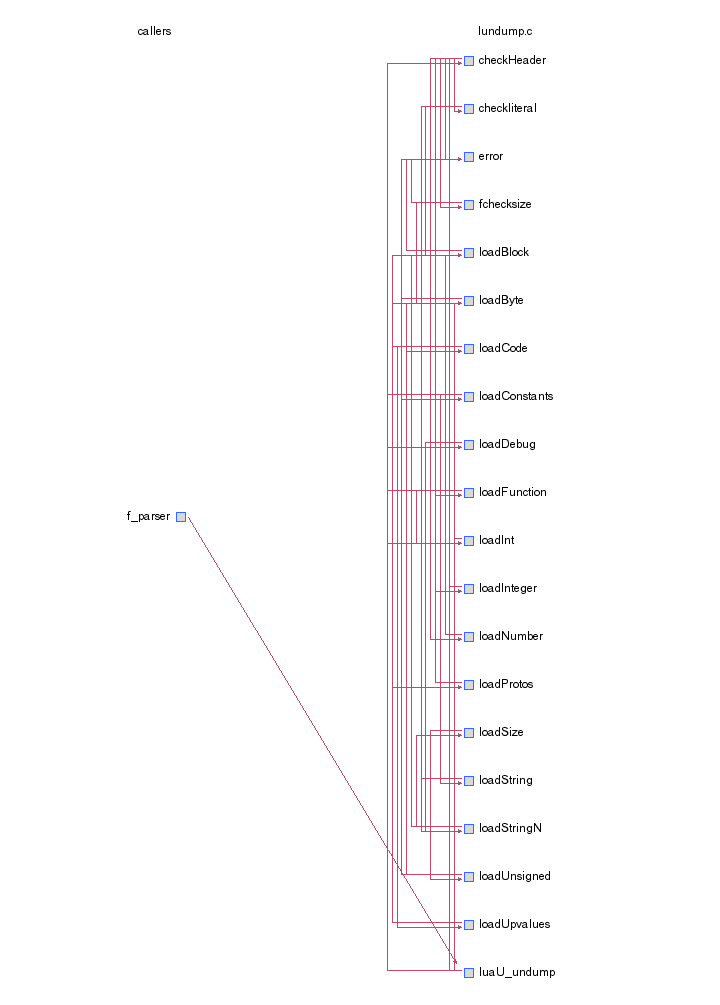 callers
lundump.c
checkHeader
checkliteral
error
fchecksize
loadBlock
loadByte
loadCode
loadConstants
loadDebug
loadFunction
f_parser
loadInt
loadInteger
loadNumber
loadProtos
loadSize
loadString
loadStringN
loadUnsigned
loadUpvalues
luaU_undump